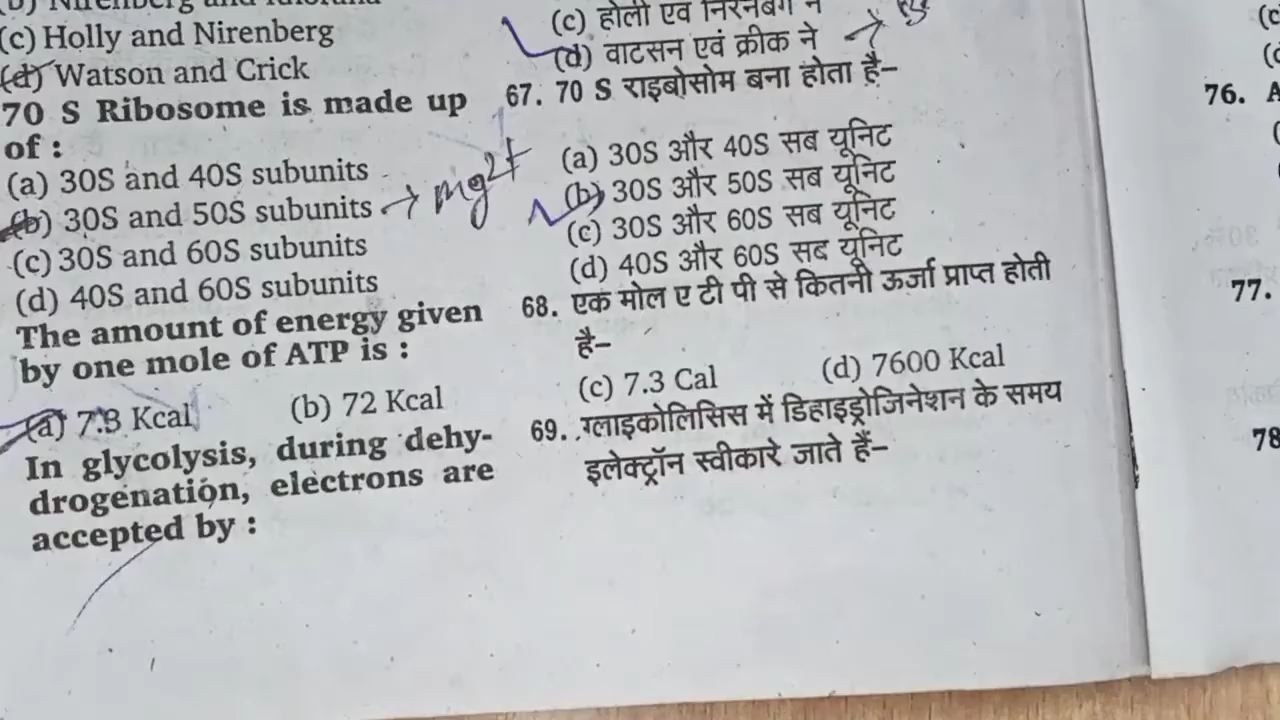 (c) Holly and Nirenberg
(d) Watson and Crick
70 S Ribosome is made up
of :
(a) 30S and 40S subunits
(b) 30S and 50S subunits → mg2+
(c) 30S and 60S subunits
(d) 40S and 60S subunits
The amount of energy given
by one mole of ATP is :
(a) 7.3 Kcal (b) 72 Kcal
In glycolysis, during dehy-
drogenation, electrons are
accepted by :
(c) होली एवं निरेनबर्ग ने
(d) वाटसन एवं क्रीक ने →
67. 70 S राइबोसोम बना होता है–
(a) 30S और 40S सब यूनिट
(b) 30S और 50S सब यूनिट
(c) 30S और 60S सब यूनिट
(d) 40S और 60S सब यूनिट
68. एक मोल ए टी पी से कितनी ऊर्जा प्राप्त होती
है–
(c) 7.3 Cal (d) 7600 Kcal
69. ग्लाइकोलिसिस में डिहाइड्रोजिनेशन के समय
इलेक्ट्रॉन स्वीकारे जाते हैं–
76. A
77.
78